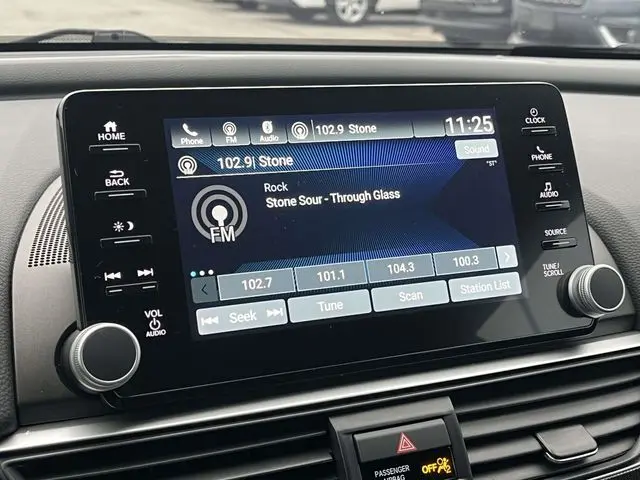 HOME
BACK
VOL
AUDIO
Phone
FM
Audio
102.9 Stone
11:25
102.9| Stone
Sound
"ST"
Rock
Stone Sour - Through Glass
FM
102.7
101.1
104.3
100.3
Seek
Tune
Scan
Station List
CLOCK
PHONE
AUDIO
SOURCE
TUNE/
SCROLL
PASSENGER
AIRBAG
OFF